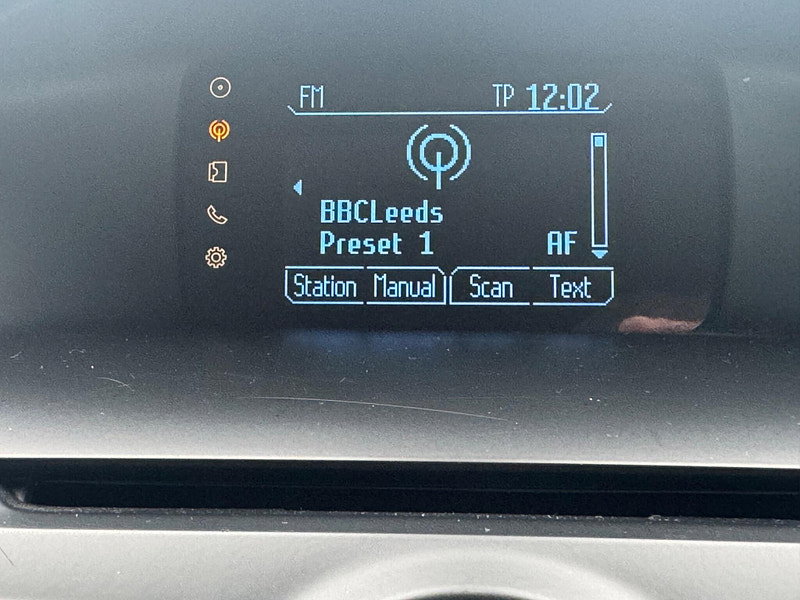 FM TP 12:02
BBCLeeds
Preset 1 AF
Station Manual Scan Text